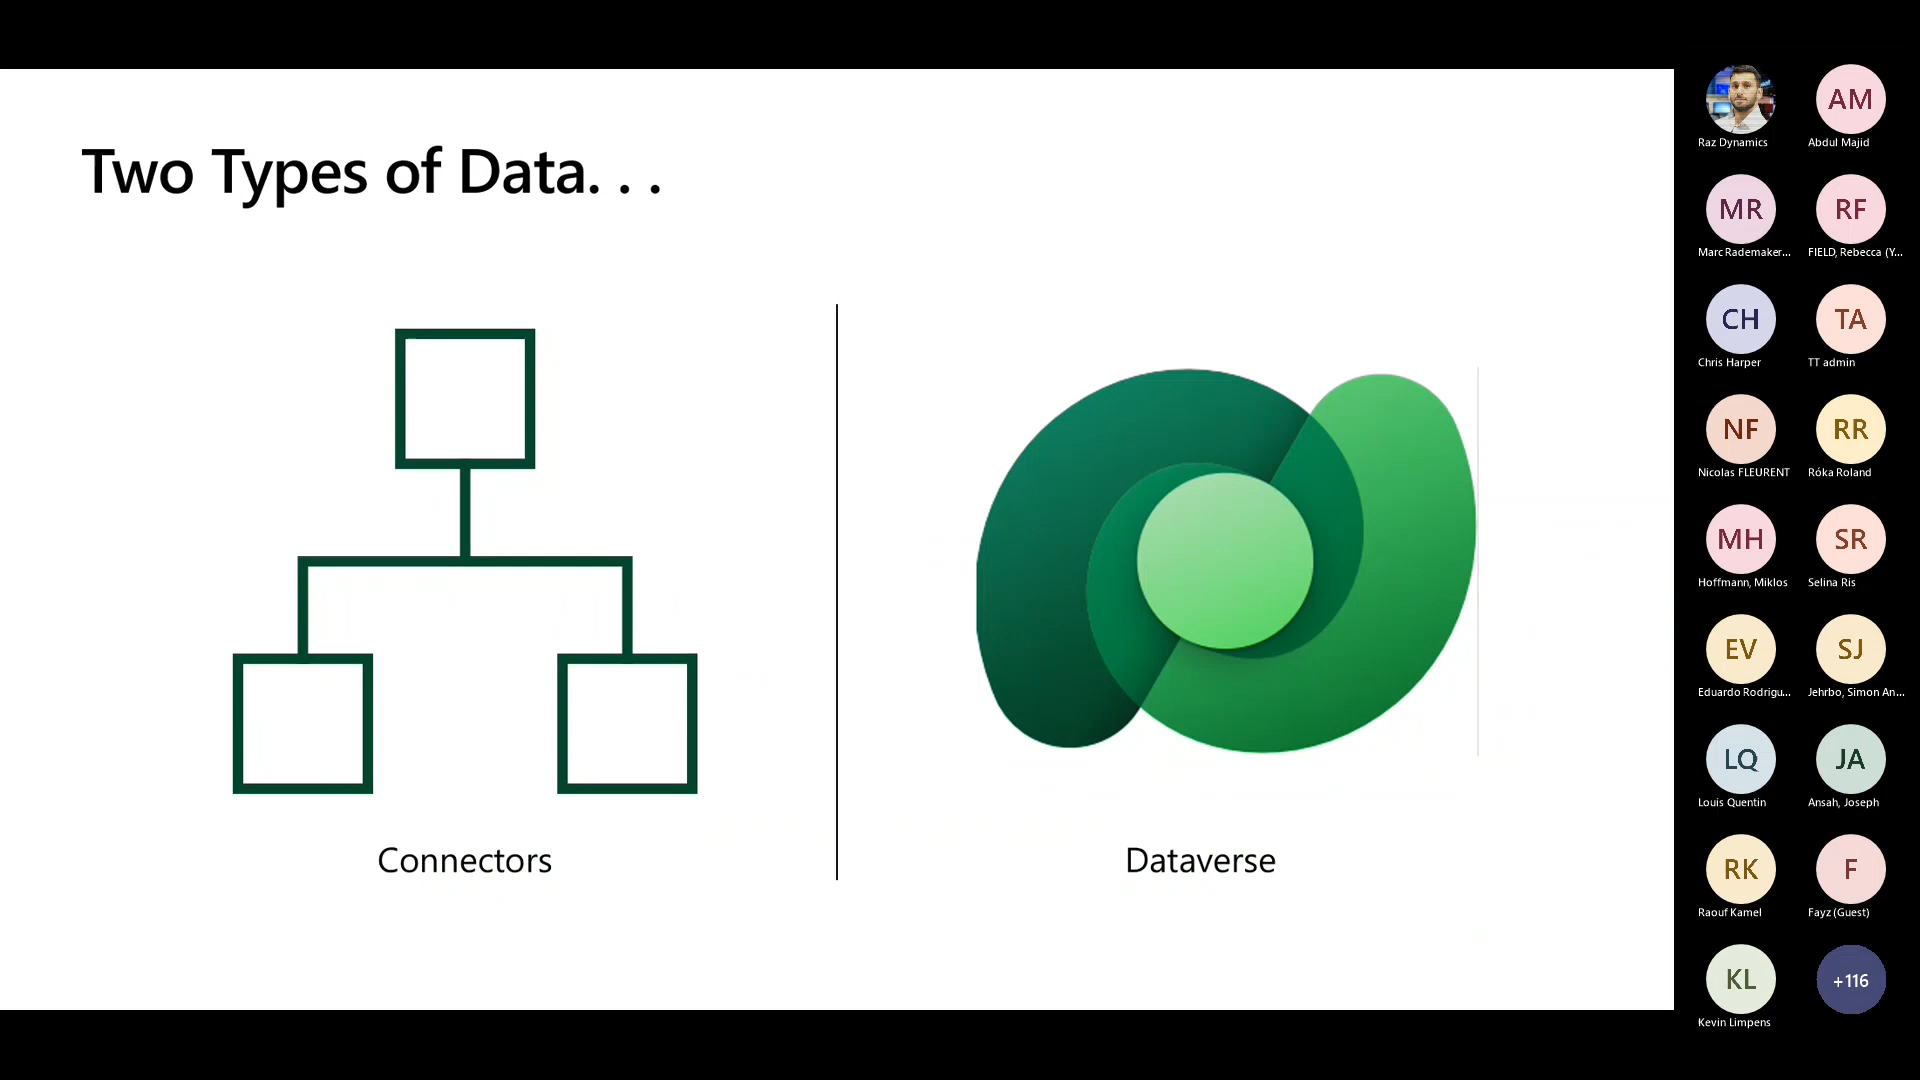 Two Types of Data. . .
Connectors
Dataverse
Raz Dynamics
AM
Abdul Majid
MR
Marc Rademaker...
RF
FIELD, Rebecca (Y...
CH
Chris Harper
TA
TT admin
NF
Nicolas FLEURENT
RR
Róka Roland
MH
Hoffmann, Miklos
SR
Selina Ris
EV
Eduardo Rodrigu...
SJ
Jehrbo, Simon An...
LQ
Louis Quentin
JA
Ansah, Joseph
RK
Raouf Kamel
F
Fayz (Guest)
KL
Kevin Limpens
+116